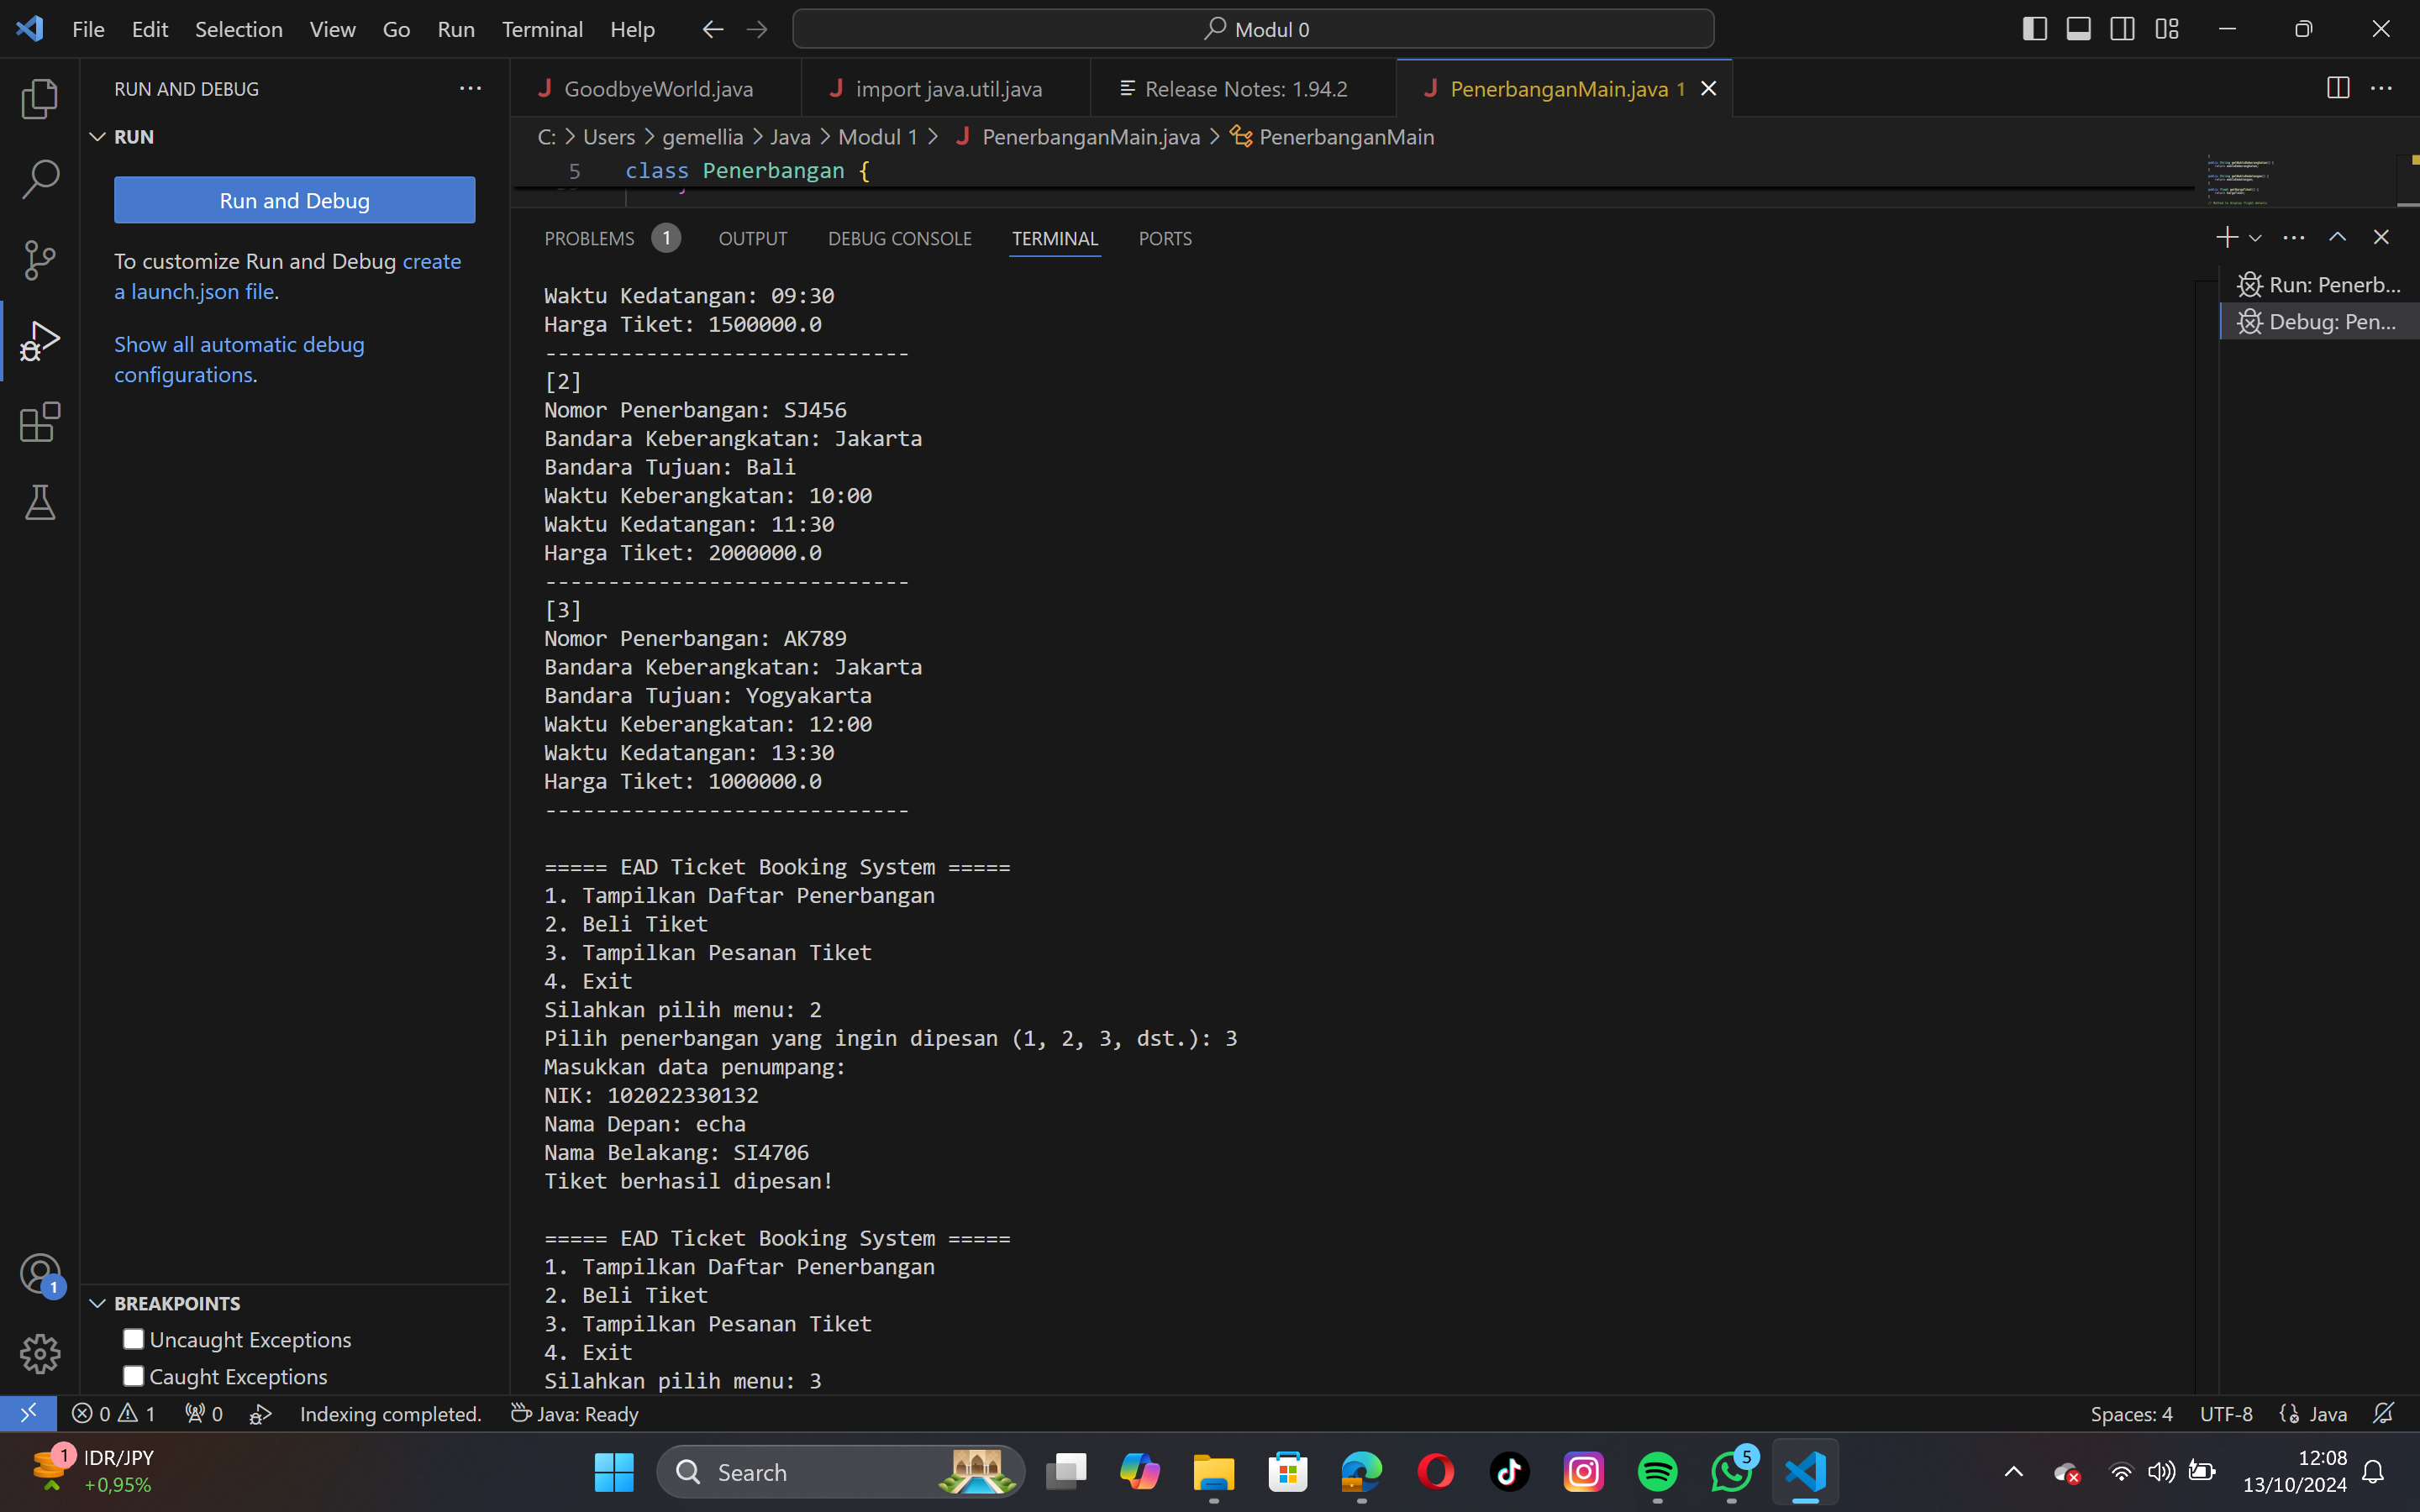 File Edit Selection View Go Run Terminal Help
Modul 0
RUN AND DEBUG
GoodbyeWorld.java
import java.util.java
Release Notes: 1.94.2
PenerbanganMain.java 1
RUN
C: > Users > gemellia > Java > Modul 1 > PenerbanganMain.java > PenerbanganMain
5 class Penerbangan {
Run and Debug
To customize Run and Debug create
a launch.json file.
Show all automatic debug
configurations.
PROBLEMS 1 OUTPUT DEBUG CONSOLE TERMINAL PORTS
Run: Penerb...
Debug: Pen...
Waktu Kedatangan: 09:30
Harga Tiket: 1500000.0
-----------------------------
[2]
Nomor Penerbangan: SJ456
Bandara Keberangkatan: Jakarta
Bandara Tujuan: Bali
Waktu Keberangkatan: 10:00
Waktu Kedatangan: 11:30
Harga Tiket: 2000000.0
-----------------------------
[3]
Nomor Penerbangan: AK789
Bandara Keberangkatan: Jakarta
Bandara Tujuan: Yogyakarta
Waktu Keberangkatan: 12:00
Waktu Kedatangan: 13:30
Harga Tiket: 1000000.0
-----------------------------
===== EAD Ticket Booking System =====
1. Tampilkan Daftar Penerbangan
2. Beli Tiket
3. Tampilkan Pesanan Tiket
4. Exit
Silahkan pilih menu: 2
Pilih penerbangan yang ingin dipesan (1, 2, 3, dst.): 3
Masukkan data penumpang:
NIK: 102022330132
Nama Depan: echa
Nama Belakang: SI4706
Tiket berhasil dipesan!
===== EAD Ticket Booking System =====
1. Tampilkan Daftar Penerbangan
2. Beli Tiket
3. Tampilkan Pesanan Tiket
4. Exit
Silahkan pilih menu: 3
1
BREAKPOINTS
Uncaught Exceptions
Caught Exceptions
0 1 0 Indexing completed. Java: Ready
Spaces: 4 UTF-8 Java
1 IDR/JPY
+0,95%
Search
5
12:08
13/10/2024